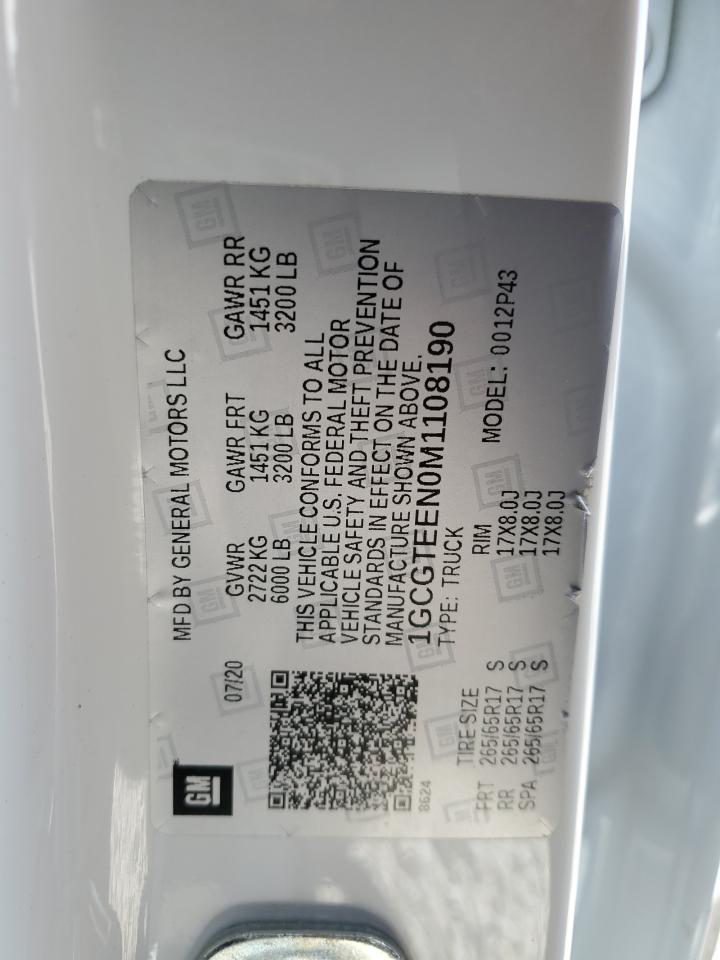 GM
MFD BY GENERAL MOTORS LLC
07/20
GVWR GAWR FRT GAWR RR
2722 KG 1451 KG 1451 KG
6000 LB 3200 LB 3200 LB
THIS VEHICLE CONFORMS TO ALL
APPLICABLE U.S. FEDERAL MOTOR
VEHICLE SAFETY AND THEFT PREVENTION
STANDARDS IN EFFECT ON THE DATE OF
MANUFACTURE SHOWN ABOVE.
8624
1GCGTEEN0M1108190
TYPE: TRUCK MODEL: 0012P43
TIRE SIZE RIM
FRT 265/65R17 S 17X8.0J
RR 265/65R17 S 17X8.0J
SPA 265/65R17 S 17X8.0J